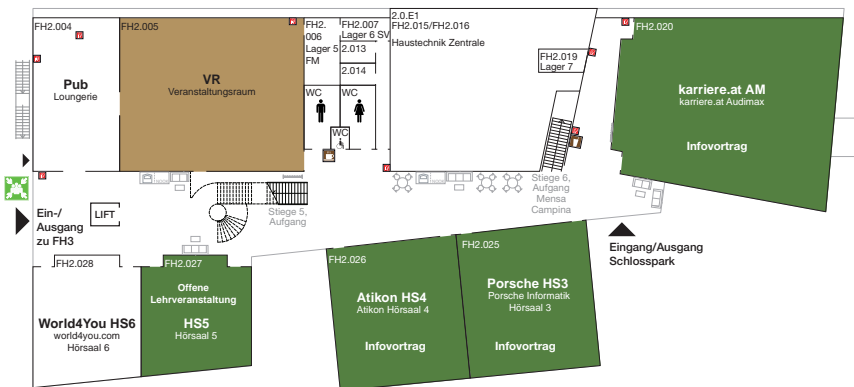 FH2.004
Pub
Loungerie
FH2.005
VR
Veranstaltungsraum
FH2.
006
Lager 5
FM
FH2.007
Lager 6 SV
2.013
2.014
WC
WC
WC
2.0.E1
FH2.015/FH2.016
Haustechnik Zentrale
FH2.019
Lager 7
FH2.020
karriere.at AM
karriere.at Audimax
Infovortrag
Stiege 5,
Aufgang
Stiege 6,
Aufgang
Mensa
Campina
Ein-/
Ausgang
zu FH3
LIFT
Eingang/Ausgang
Schlosspark
FH2.028
World4You HS6
world4you.com
Hörsaal 6
FH2.027
Offene
Lehrveranstaltung
HS5
Hörsaal 5
FH2.026
Atikon HS4
Atikon Hörsaal 4
Infovortrag
FH2.025
Porsche HS3
Porsche Informatik
Hörsaal 3
Infovortrag